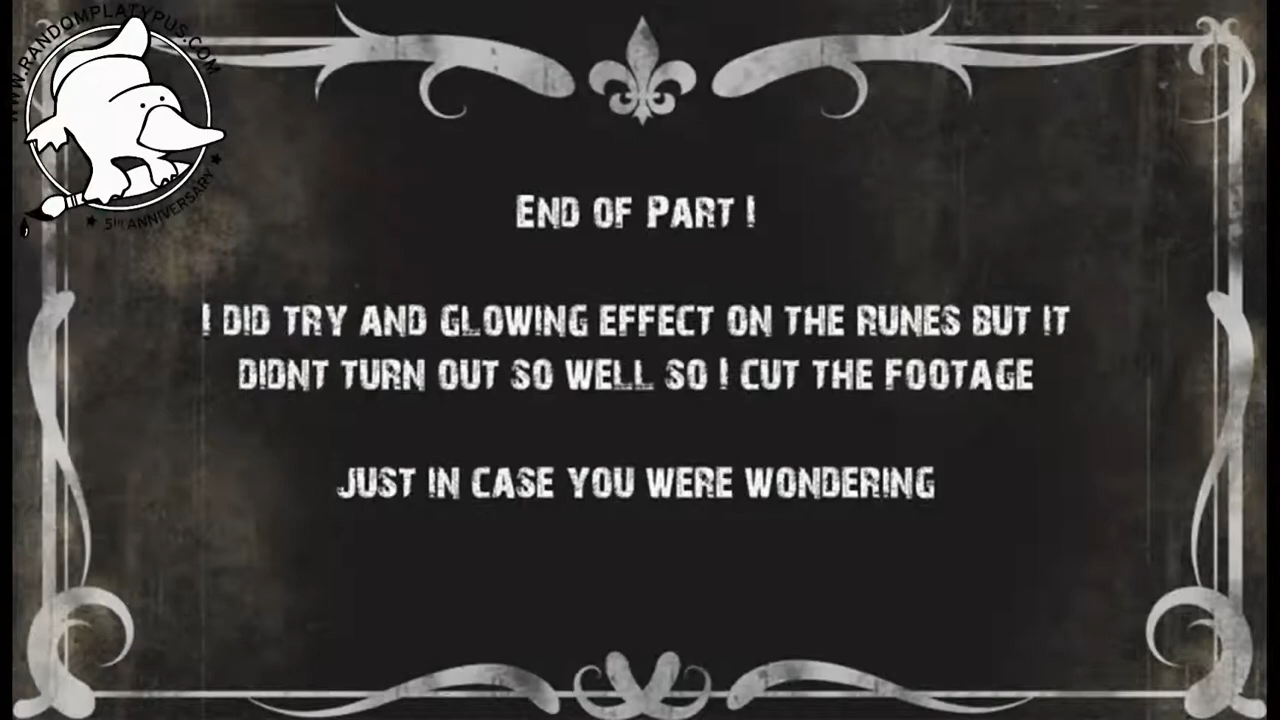 WWW.RANDOMPLATYPUS.COM
★ 5TH ANNIVERSARY ★
END OF PART I
I DID TRY AND GLOWING EFFECT ON THE RUNES BUT IT
DIDNT TURN OUT SO WELL SO I CUT THE FOOTAGE
JUST IN CASE YOU WERE WONDERING